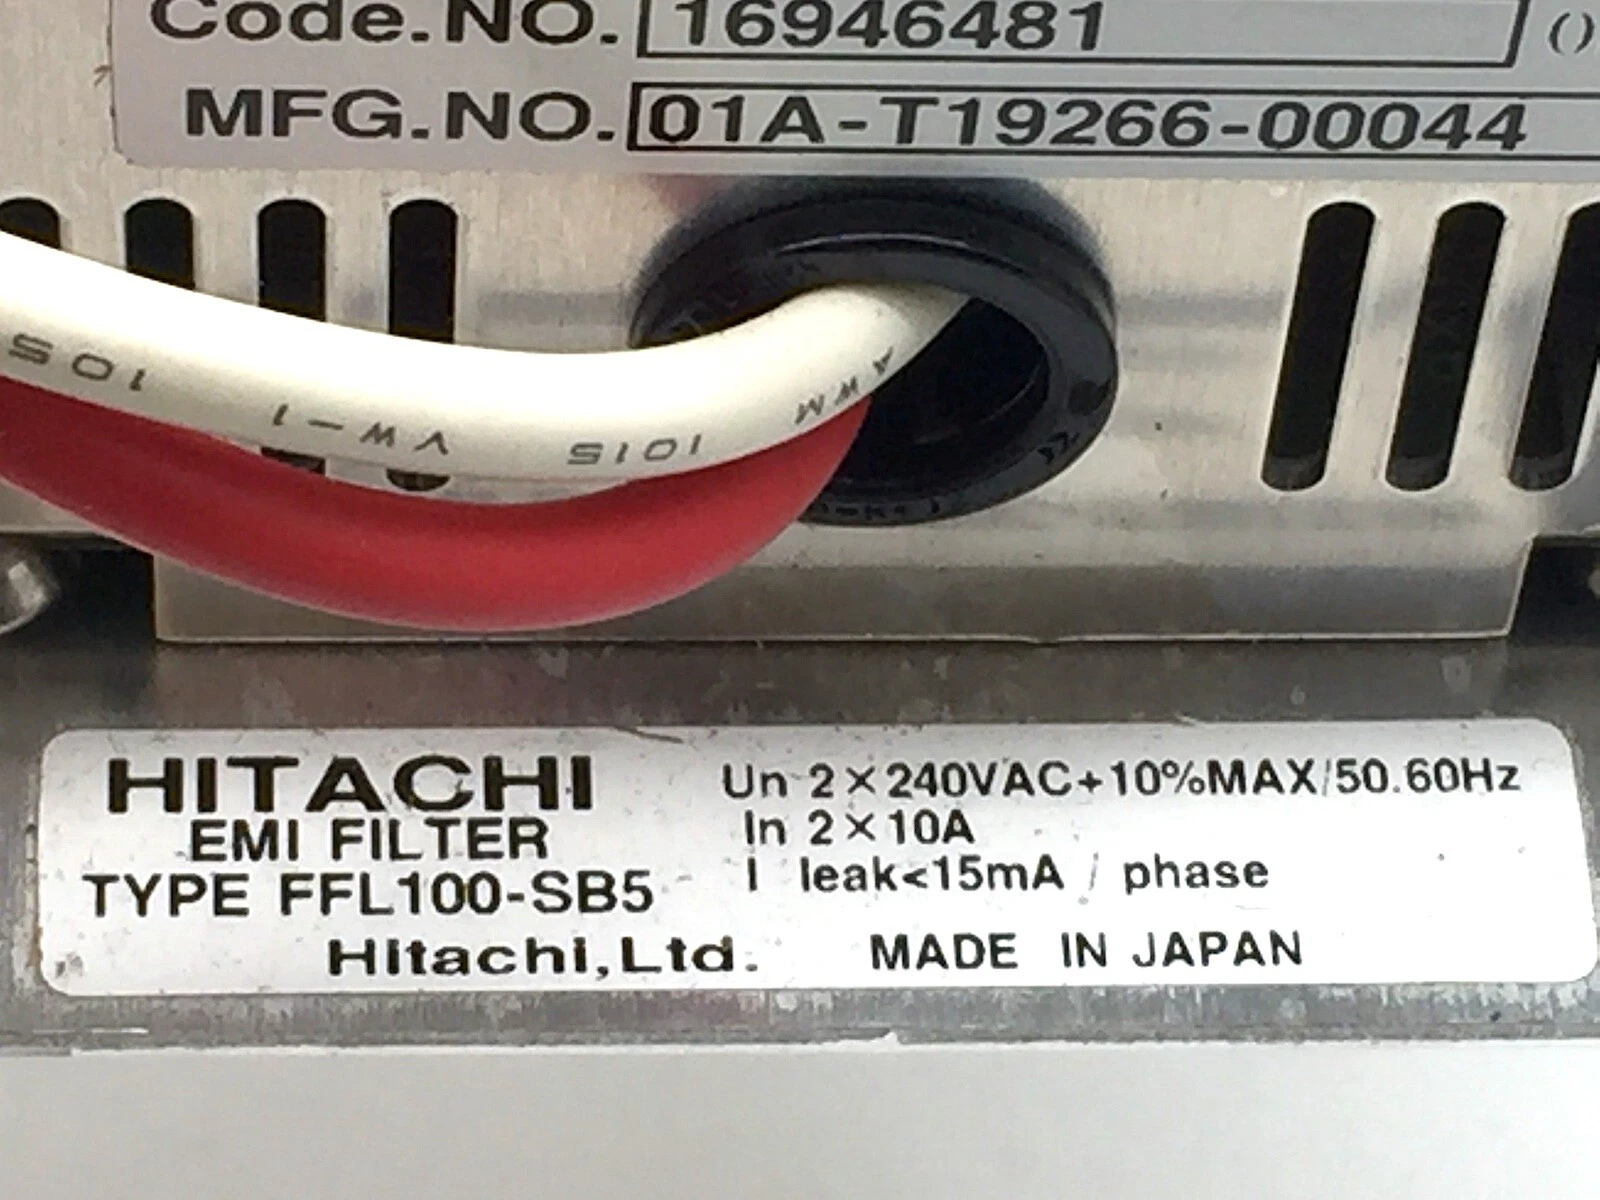 Code.NO. 16946481 ()
MFG.NO. 01A-T19266-00044
AWM
1015
VW-1
105
HITACHI
EMI FILTER
TYPE FFL100-SB5
Hitachi,Ltd.
Un 2×240VAC+10%MAX/50.60Hz
In 2×10A
I leak<15mA / phase
MADE IN JAPAN